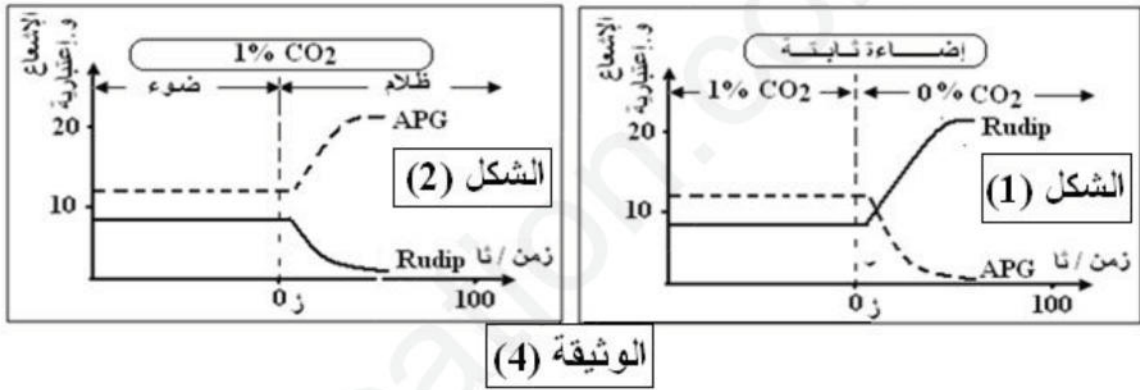 الإشعاع
و.إعتبارية
إضاءة ثابتة
1% CO2
0% CO2
20
10
Rudip
APG
الشكل (1)
زمن / ثا
0
ز
100
الإشعاع
و.إعتبارية
1% CO2
ضوء
ظلام
20
10
APG
Rudip
الشكل (2)
زمن / ثا
0
ز
100
الوثيقة (4)